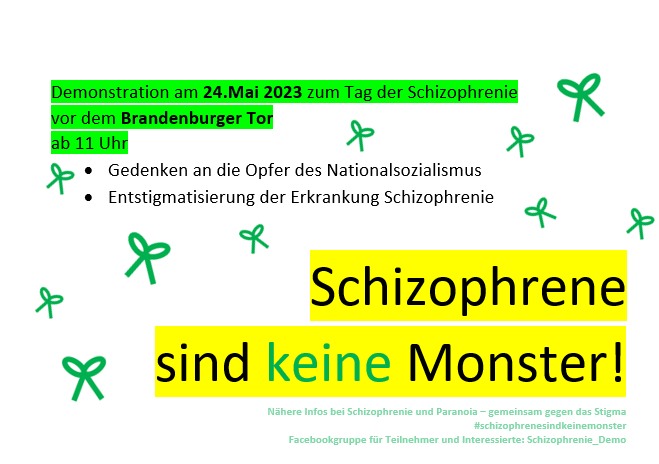 Demonstration am 24.Mai 2023 zum Tag der Schizophrenie
vor dem Brandenburger Tor
ab 11 Uhr
• Gedenken an die Opfer des Nationalsozialismus
• Entstigmatisierung der Erkrankung Schizophrenie
Schizophrene
sind keine Monster!
Nähere Infos bei Schizophrenie und Paranoia – gemeinsam gegen das Stigma
#schizophrenesindkeinemonster
Facebookgruppe für Teilnehmer und Interessierte: Schizophrenie_Demo